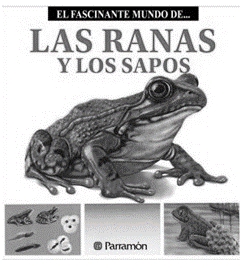 EL FASCINANTE MUNDO DE...
LAS RANAS
Y LOS SAPOS
Parramón